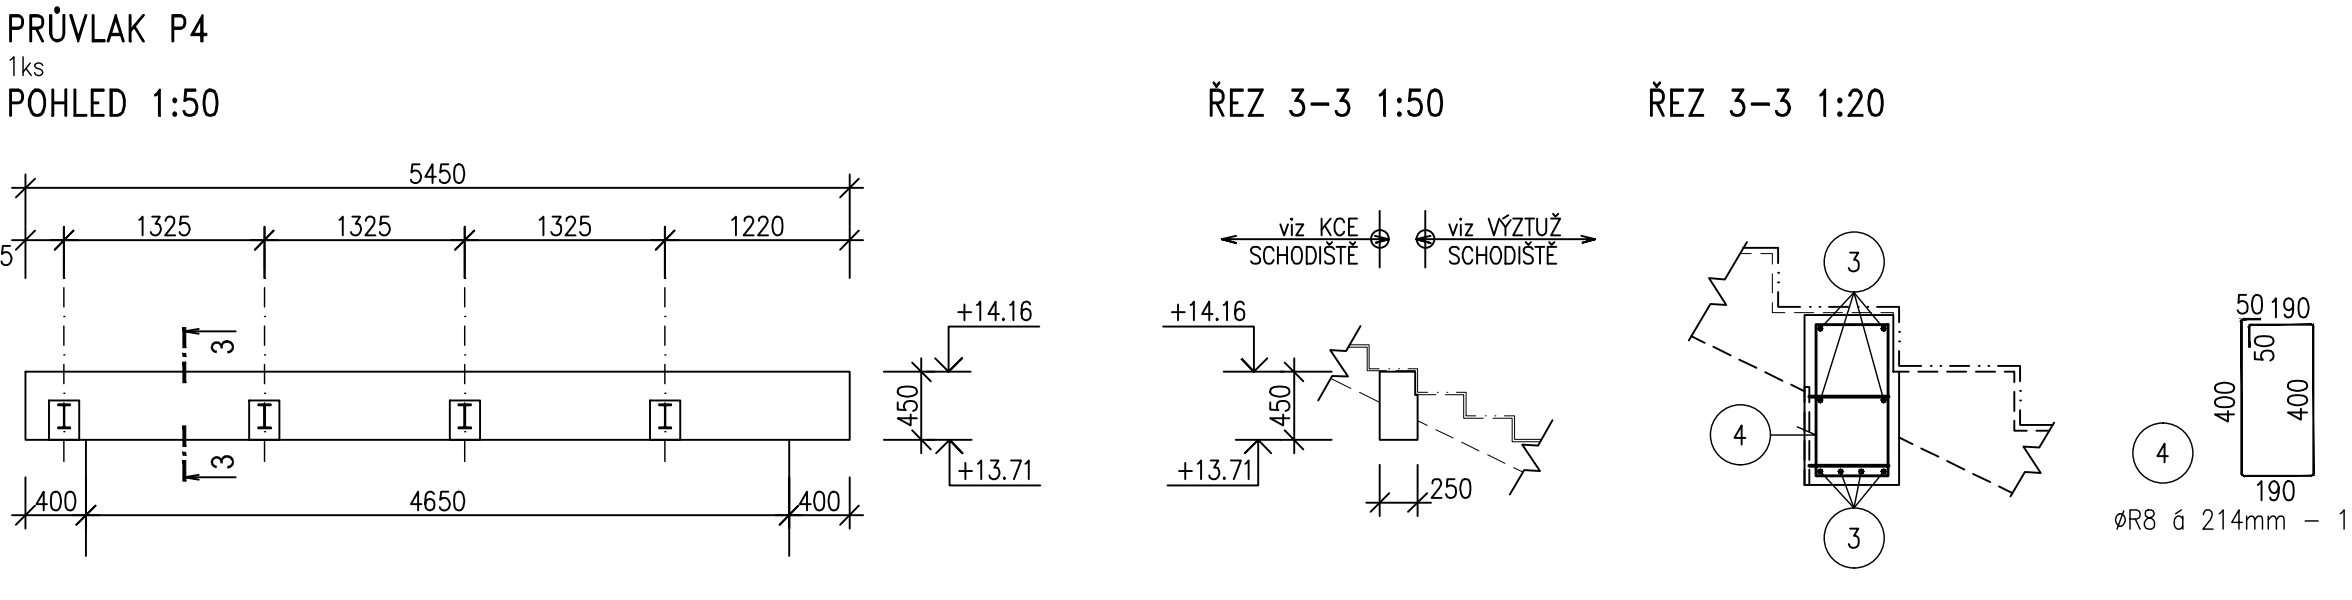 PRŮVLAK P4
1ks
POHLED 1:50
ŘEZ 3-3 1:50
ŘEZ 3-3 1:20
5450
1325
1325
1325
1220
5
3
3
400
4650
400
+14.16
450
+13.71
viz KCE
SCHODIŠTĚ
viz VÝZTUŽ
SCHODIŠTĚ
+14.16
450
+13.71
250
3
4
3
50
190
50
400
400
4
190
øR8 á 214mm - 1